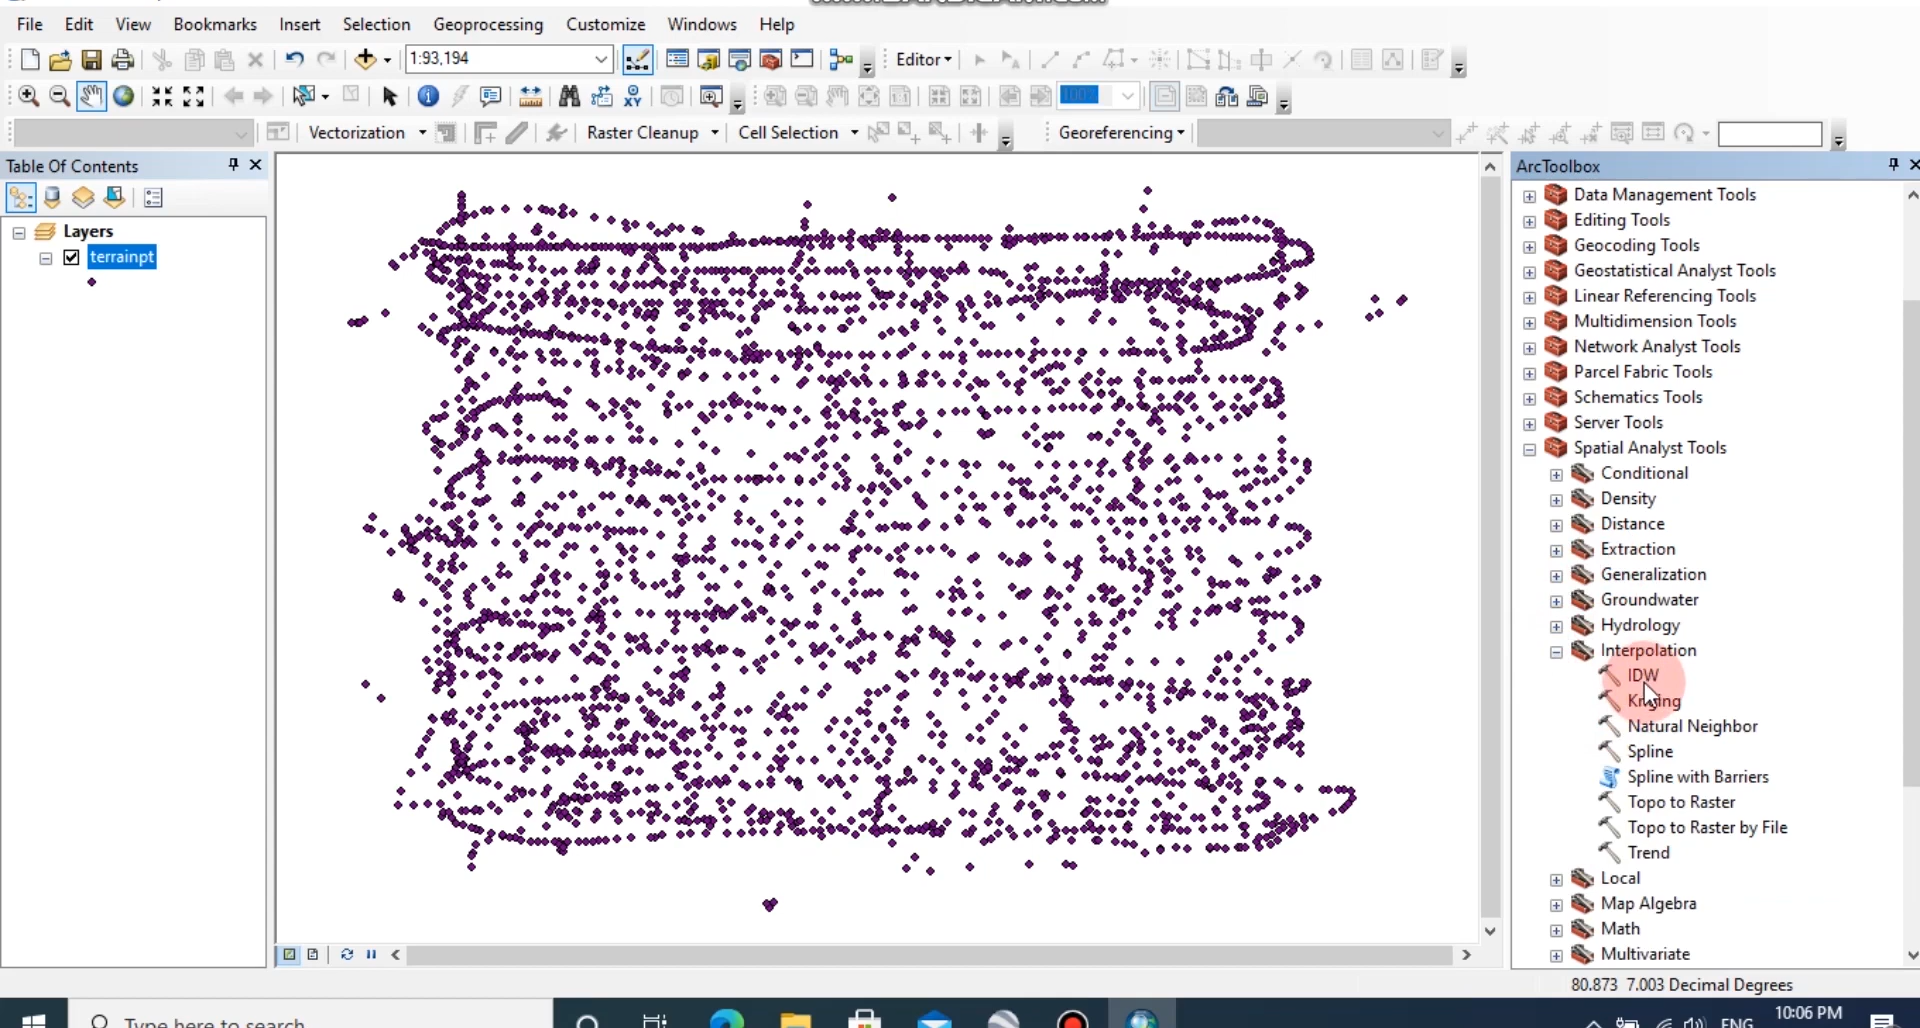 File Edit View Bookmarks Insert Selection Geoprocessing Customize Windows Help
1:93,194 Editor
100%
Vectorization Raster Cleanup Cell Selection Georeferencing
Table Of Contents
Layers
terrainpt
ArcToolbox
Data Management Tools
Editing Tools
Geocoding Tools
Geostatistical Analyst Tools
Linear Referencing Tools
Multidimension Tools
Network Analyst Tools
Parcel Fabric Tools
Schematics Tools
Server Tools
Spatial Analyst Tools
Conditional
Density
Distance
Extraction
Generalization
Groundwater
Hydrology
Interpolation
IDW
Kriging
Natural Neighbor
Spline
Spline with Barriers
Topo to Raster
Topo to Raster by File
Trend
Local
Map Algebra
Math
Multivariate
80.873 7.003 Decimal Degrees
Type here to search
ENG
10:06 PM